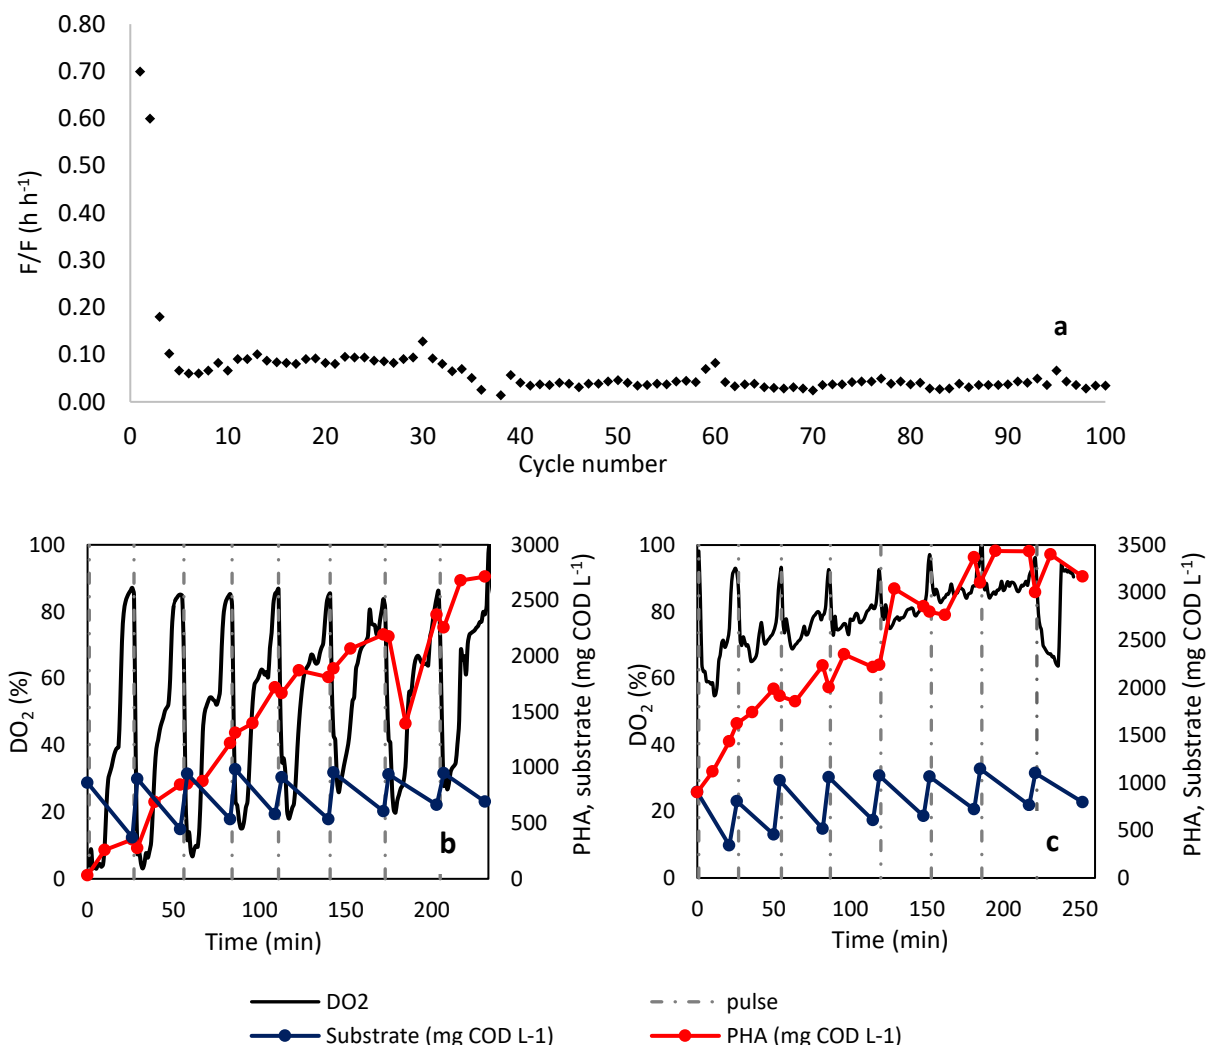 0.80
0.70
0.60
0.50
0.40
0.30
0.20
0.10
0.00
F/F (h h-1)
a
0 10 20 30 40 50 60 70 80 90 100
Cycle number
100
80
60
40
20
0
DO2 (%)
3000
2500
2000
1500
1000
500
0
PHA, substrate (mg COD L-1)
b
0 50 100 150 200
Time (min)
100
80
60
40
20
0
DO2 (%)
3500
3000
2500
2000
1500
1000
500
0
PHA, Substrate (mg COD L-1)
c
0 50 100 150 200 250
Time (min)
DO2
pulse
Substrate (mg COD L-1)
PHA (mg COD L-1)